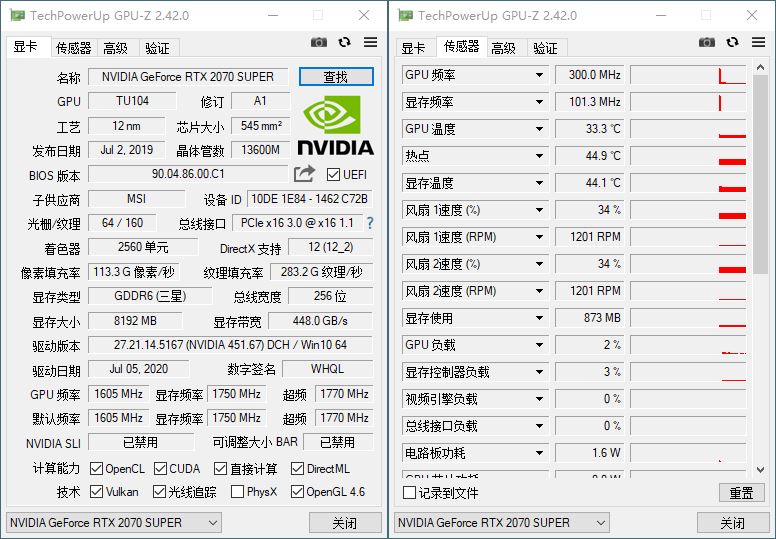 TechPowerUp GPU-Z 2.42.0
显卡 传感器 高级 验证
名称 NVIDIA GeForce RTX 2070 SUPER 查找
GPU TU104 修订 A1
工艺 12 nm 芯片大小 545 mm²
发布日期 Jul 2, 2019 晶体管数 13600M
NVIDIA
BIOS 版本 90.04.86.00.C1 UEFI
子供应商 MSI 设备 ID 10DE 1E84 - 1462 C72B
光栅/纹理 64 / 160 总线接口 PCIe x16 3.0 @ x16 1.1 ?
着色器 2560 单元 DirectX 支持 12 (12_2)
像素填充率 113.3 G 像素/秒 纹理填充率 283.2 G 纹理/秒
显存类型 GDDR6 (三星) 总线宽度 256 位
显存大小 8192 MB 显存带宽 448.0 GB/s
驱动版本 27.21.14.5167 (NVIDIA 451.67) DCH / Win10 64
驱动日期 Jul 05, 2020 数字签名 WHQL
GPU 频率 1605 MHz 显存频率 1750 MHz 超频 1770 MHz
默认频率 1605 MHz 显存频率 1750 MHz 超频 1770 MHz
NVIDIA SLI 已禁用 可调整大小 BAR 已禁用
计算能力 OpenCL CUDA 直接计算 DirectML
技术 Vulkan 光线追踪 PhysX OpenGL 4.6
NVIDIA GeForce RTX 2070 SUPER 关闭
TechPowerUp GPU-Z 2.42.0
显卡 传感器 高级 验证
GPU 频率 300.0 MHz
显存频率 101.3 MHz
GPU 温度 33.3 °C
热点 44.9 °C
显存温度 44.1 °C
风扇 1速度 (%) 34 %
风扇 1速度 (RPM) 1201 RPM
风扇 2速度 (%) 34 %
风扇 2速度 (RPM) 1201 RPM
显存使用 873 MB
GPU 负载 2 %
显存控制器负载 3 %
视频引擎负载 0 %
总线接口负载 0 %
电路板功耗 1.6 W
记录到文件 重置
NVIDIA GeForce RTX 2070 SUPER 关闭